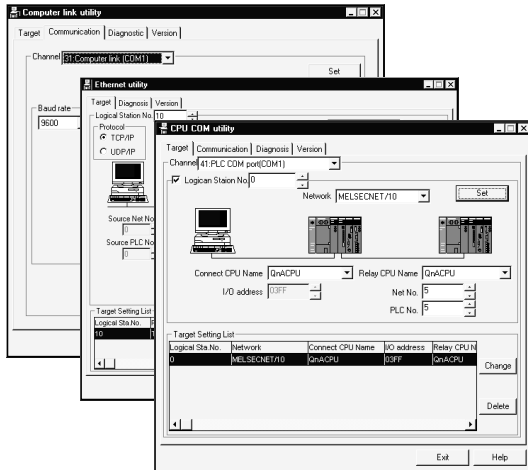 Computer link utility
Target Communication Diagnostic Version
Channel 31:Computer link (COM1)
Set
Baud rate
9600
Ethernet utility
Target Diagnosis Version
Logical Station No. 10
Protocol
TCP/IP
UDP/IP
Source Net No
0
Source PLC No
0
Target Setting List
Logical Sta.No.
10
CPU COM utility
Target Communication Diagnosis Version
Channel 41:PLC COM port(COM1)
Logican Staion No. 0
Network MELSECNET/10
Set
Connect CPU Name QnACPU Relay CPU Name QnACPU
I/O address 03FF Net No. 5
PLC No. 5
Target Setting List
Logical Sta.No. Network Connect CPU Name I/O address Relay CPU N
0 MELSECNET/10 QnACPU 03FF QnACPU
Change
Delete
Exit Help